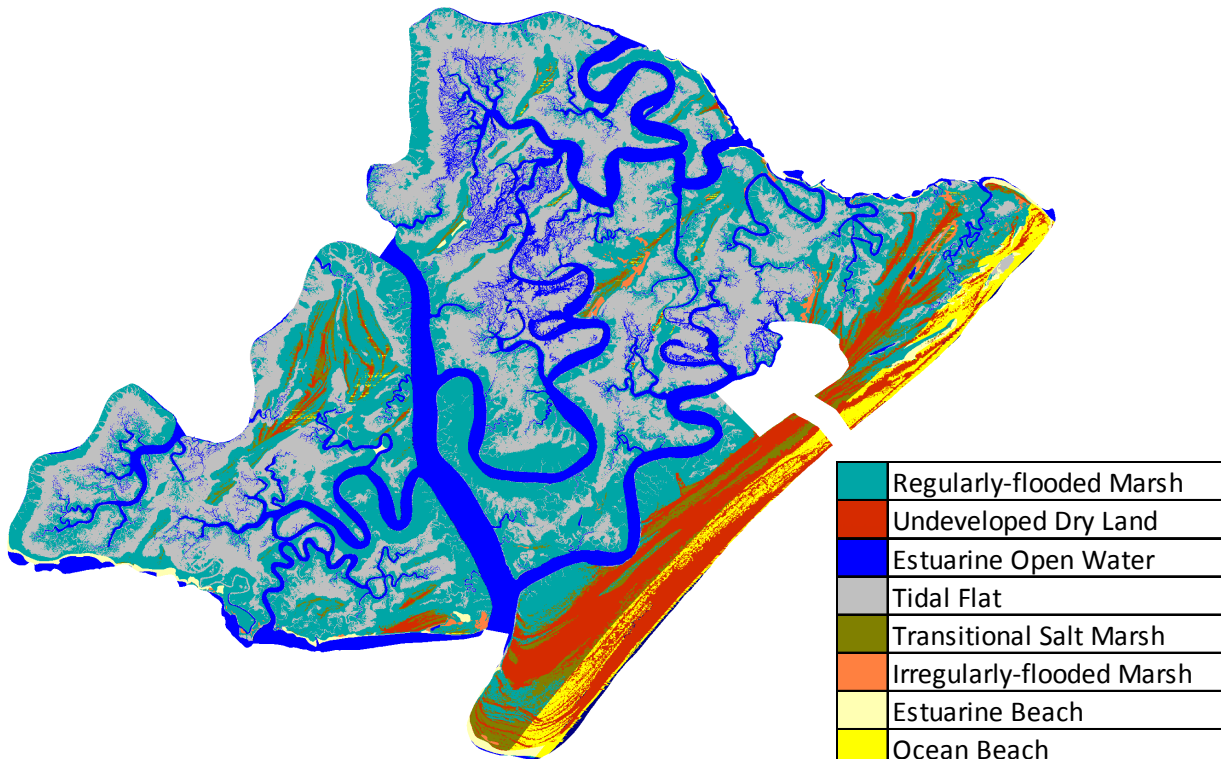 Regularly-flooded Marsh
Undeveloped Dry Land
Estuarine Open Water
Tidal Flat
Transitional Salt Marsh
Irregularly-flooded Marsh
Estuarine Beach
Ocean Beach